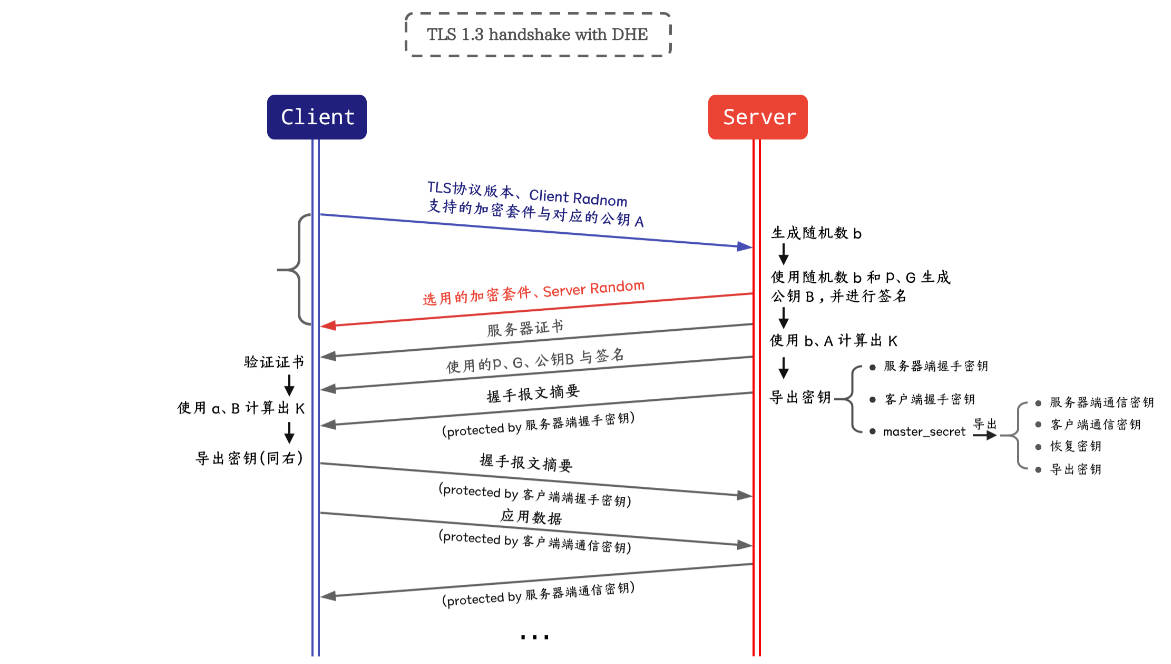 TLS 1.3 handshake with DHE
Client
Server
TLS协议版本、Client Radnom
支持的加密套件与对应的公钥 A
生成随机数 b
使用随机数 b 和 P、G 生成
公钥 B ，并进行签名
选用的加密套件、Server Random
服务器证书
使用 b、A 计算出 K
验证证书
使用的P、G、公钥B 与签名
服务器端握手密钥
握手报文摘要
导出密钥
客户端握手密钥
服务器端通信密钥
使用 a、B 计算出 K
(protected by 服务器端握手密钥)
master_secret
导出
客户端通信密钥
恢复密钥
导出密钥(同右)
握手报文摘要
导出密钥
(protected by 客户端端握手密钥)
应用数据
(protected by 客户端端通信密钥)
(protected by 服务器端通信密钥)
...